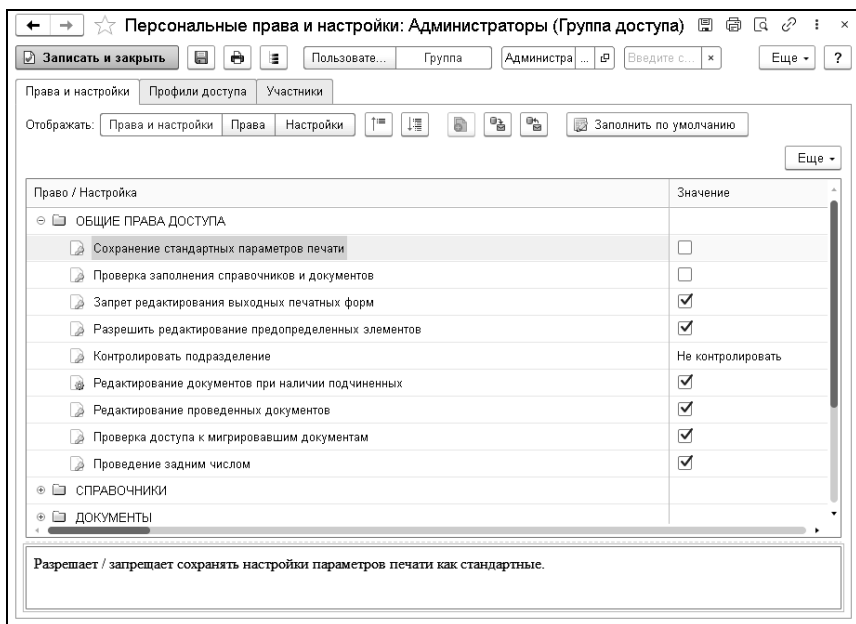 Персональные права и настройки: Администраторы (Группа доступа)
Записать и закрыть Пользовате... Группа Администра ... Введите с... × Еще ?
Права и настройки Профили доступа Участники
Отображать: Права и настройки Права Настройки Заполнить по умолчанию
Еще
Право / Настройка Значение
ОБЩИЕ ПРАВА ДОСТУПА
Сохранение стандартных параметров печати
Проверка заполнения справочников и документов
Запрет редактирования выходных печатных форм
Разрешить редактирование предопределенных элементов
Контролировать подразделение Не контролировать
Редактирование документов при наличии подчиненных
Редактирование проведенных документов
Проверка доступа к мигрировавшим документам
Проведение задним числом
СПРАВОЧНИКИ
ДОКУМЕНТЫ
Разрешает / запрещает сохранять настройки параметров печати как стандартные.